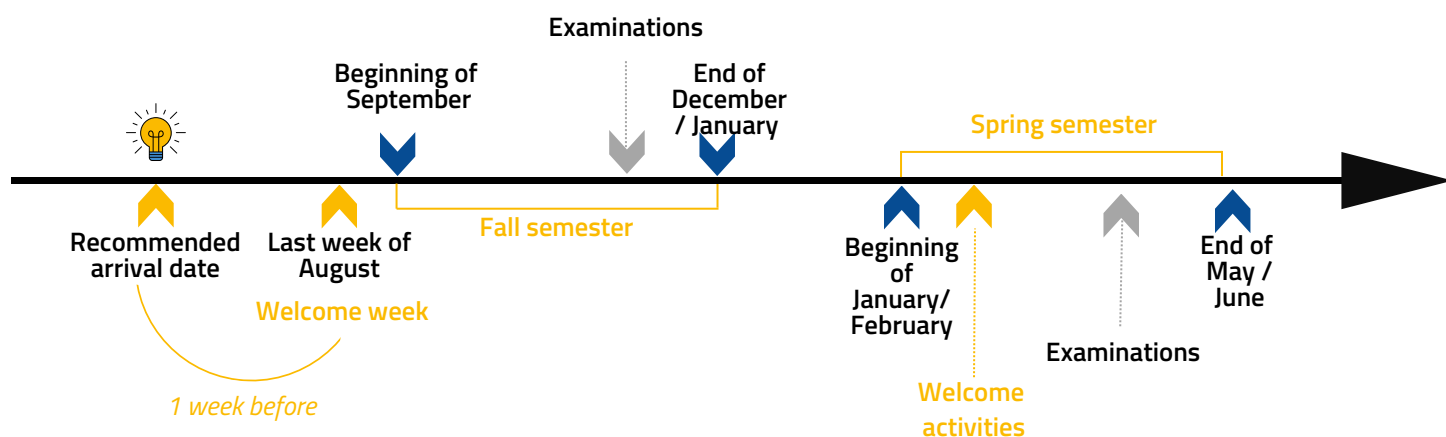 Examinations
Beginning of
September
End of
December
/ January
Spring semester
Recommended
arrival date
Last week of
August
Fall semester
Welcome week
1 week before
Beginning
of
January/
February
End of
May /
June
Examinations
Welcome
activities